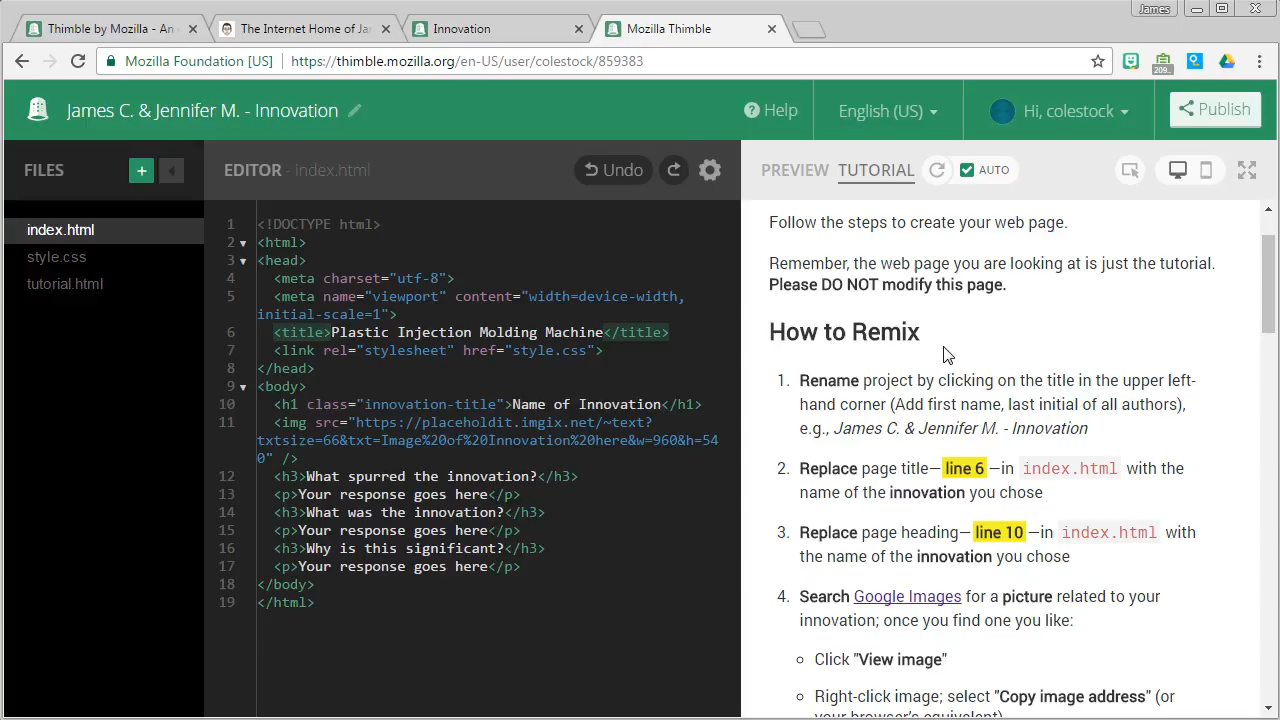 James
Thimble by Mozilla - An
The Internet Home of Ja
Innovation
Mozilla Thimble
Mozilla Foundation [US]
https://thimble.mozilla.org/en-US/user/colestock/859383
209...
James C. & Jennifer M. - Innovation
Help
English (US)
Hi, colestock
Publish
FILES
EDITOR - index.html
Undo
PREVIEW
TUTORIAL
AUTO
index.html
style.css
tutorial.html
1 <!DOCTYPE html>
2 <html>
3 <head>
4 <meta charset="utf-8">
5 <meta name="viewport" content="width=device-width,
initial-scale=1">
6 <title>Plastic Injection Molding Machine</title>
7 <link rel="stylesheet" href="style.css">
8 </head>
9 <body>
10 <h1 class="innovation-title">Name of Innovation</h1>
11 <img src="https://placeholdit.imgix.net/~text?
txtsize=66&txt=Image%20of%20Innovation%20here&w=960&h=54
0" />
12 <h3>What spurred the innovation?</h3>
13 <p>Your response goes here</p>
14 <h3>What was the innovation?</h3>
15 <p>Your response goes here</p>
16 <h3>Why is this significant?</h3>
17 <p>Your response goes here</p>
18 </body>
19 </html>
Follow the steps to create your web page.
Remember, the web page you are looking at is just the tutorial.
Please DO NOT modify this page.
How to Remix
1. Rename project by clicking on the title in the upper left-
hand corner (Add first name, last initial of all authors),
e.g., James C. & Jennifer M. - Innovation
2. Replace page title—line 6—in index.html with the
name of the innovation you chose
3. Replace page heading—line 10—in index.html with
the name of the innovation you chose
4. Search Google Images for a picture related to your
innovation; once you find one you like:
Click "View image"
Right-click image; select "Copy image address" (or
your browser's equivalent)